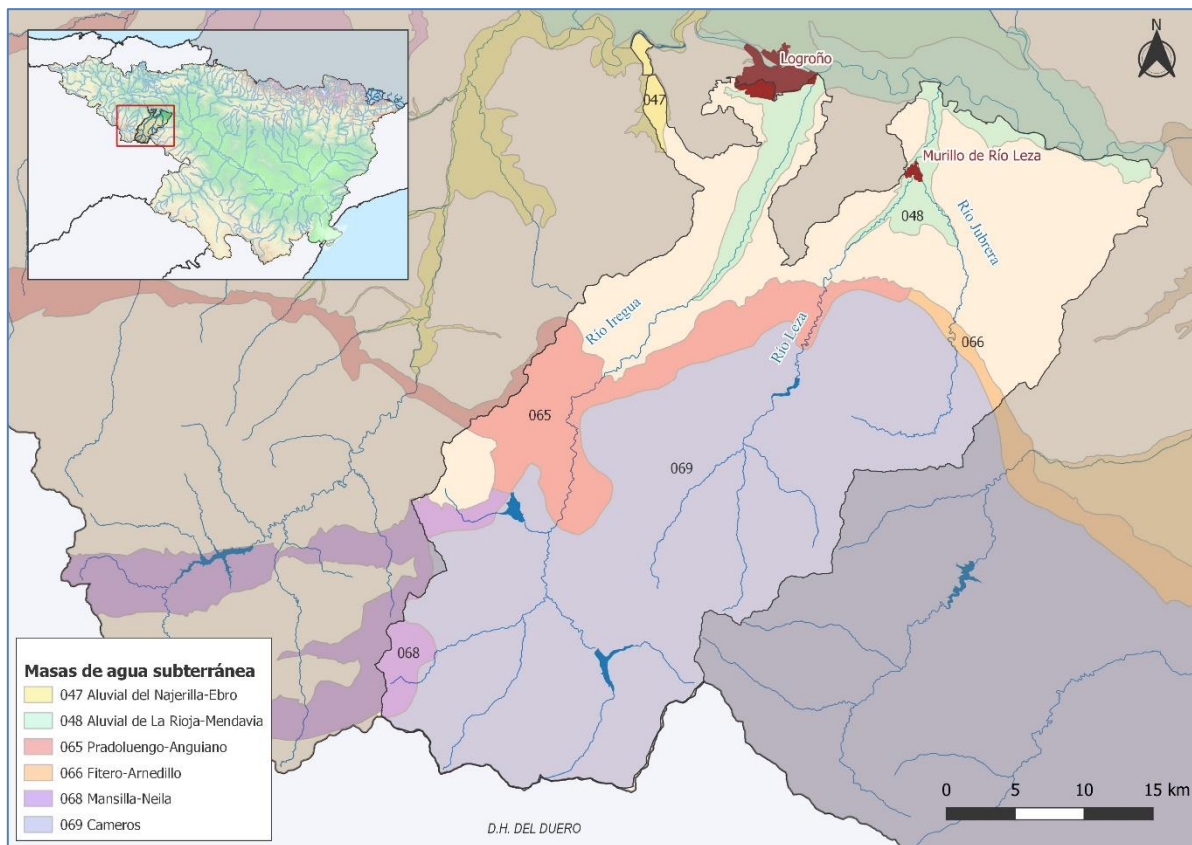 N
Logroño
047
Murillo de Río Leza
048
Río Jubrera
Río Iregua
Río Leza
066
065
069
068
Masas de agua subterránea
047 Aluvial del Najerilla-Ebro
048 Aluvial de La Rioja-Mendavia
065 Pradoluengo-Anguiano
066 Fitero-Arnedillo
068 Mansilla-Neila
069 Cameros
0 5 10 15 km
D.H. DEL DUERO